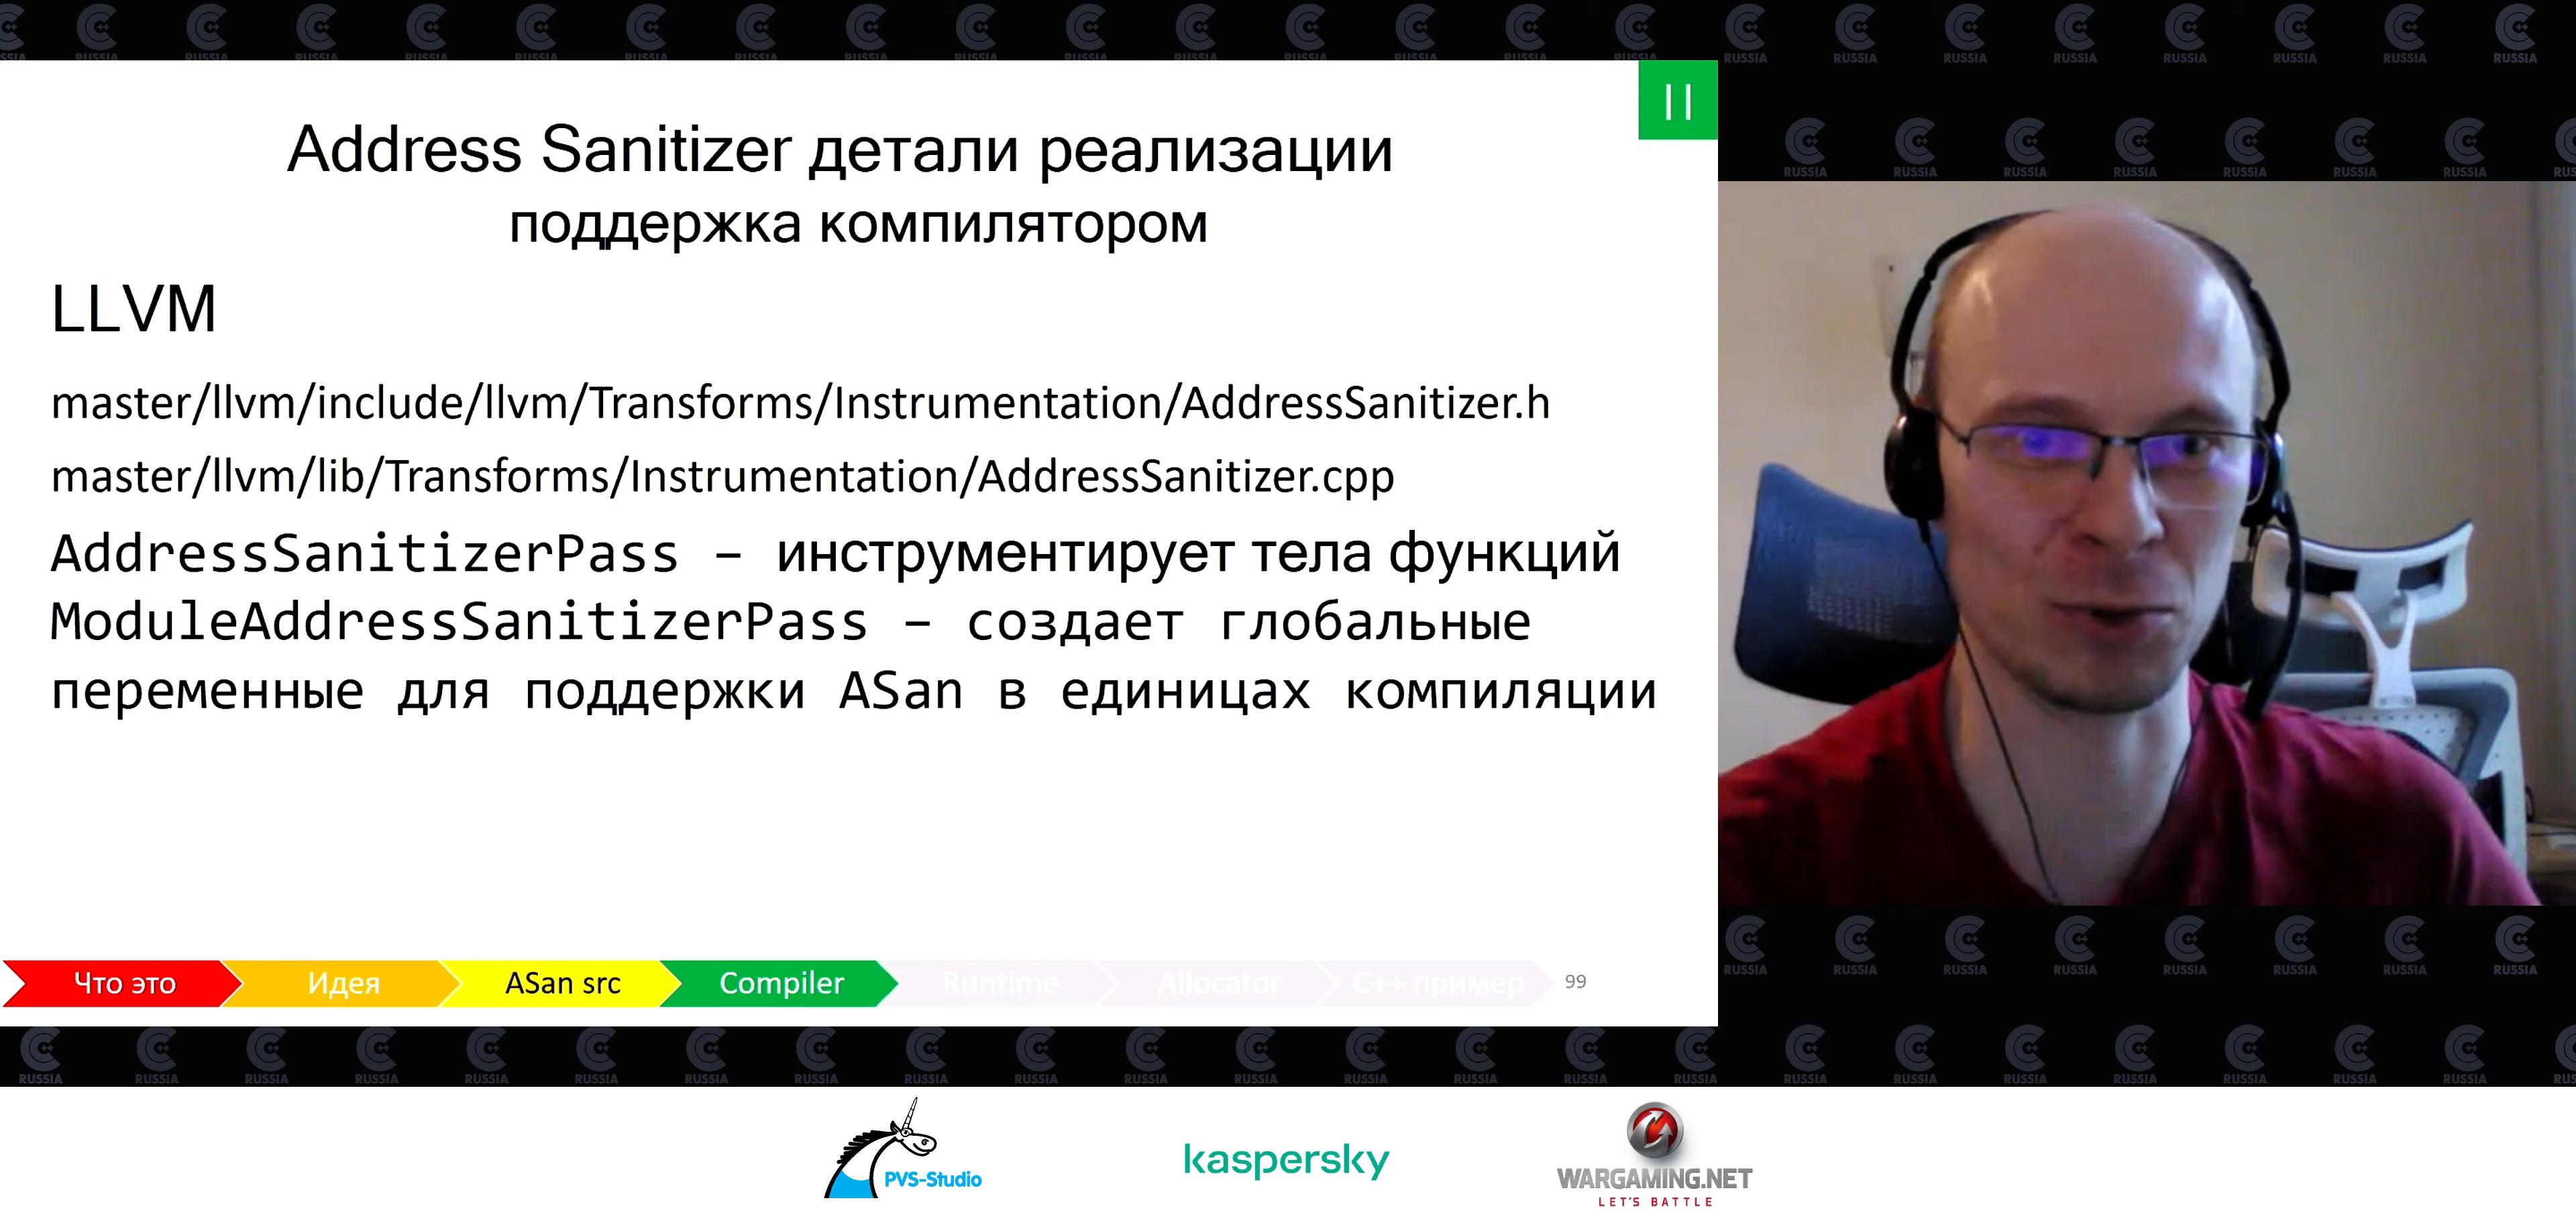 Address Sanitizer детали реализации
поддержка компилятором
LLVM
master/llvm/include/llvm/Transforms/Instrumentation/AddressSanitizer.h
master/llvm/lib/Transforms/Instrumentation/AddressSanitizer.cpp
AddressSanitizerPass – инструментирует тела функций
ModuleAddressSanitizerPass – создает глобальные
переменные для поддержки ASan в единицах компиляции
Что это
Идея
ASan src
Compiler
Runtime
Allocator
C++ пример
99
RUSSIA
PVS-Studio
kaspersky
WARGAMING.NET
LET'S BATTLE